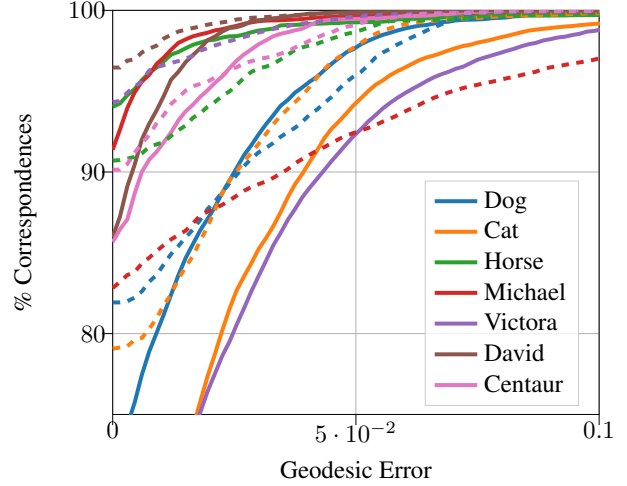 100
90
80
% Correspondences
Dog
Cat
Horse
Michael
Victora
David
Centaur
0
5 · 10⁻²
0.1
Geodesic Error